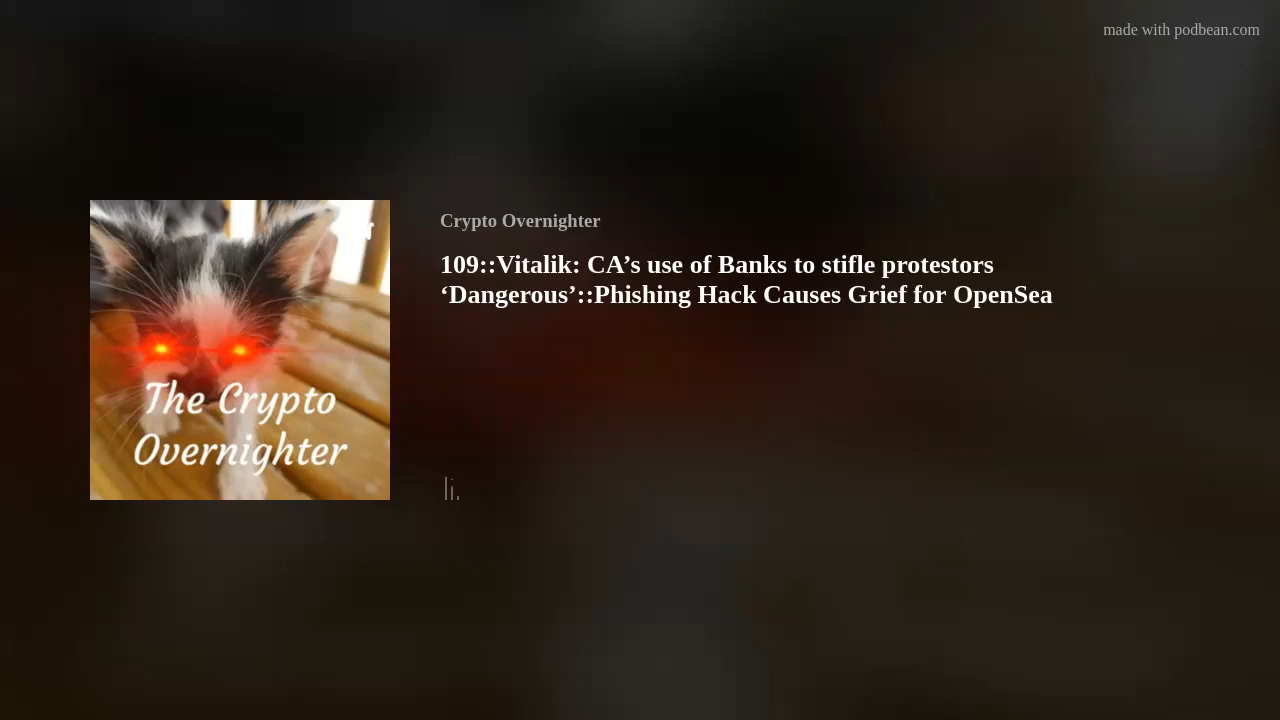 made with podbean.com
Crypto Overnighter
109::Vitalik: CA’s use of Banks to stifle protestors
‘Dangerous’::Phishing Hack Causes Grief for OpenSea
The Crypto
Overnighter